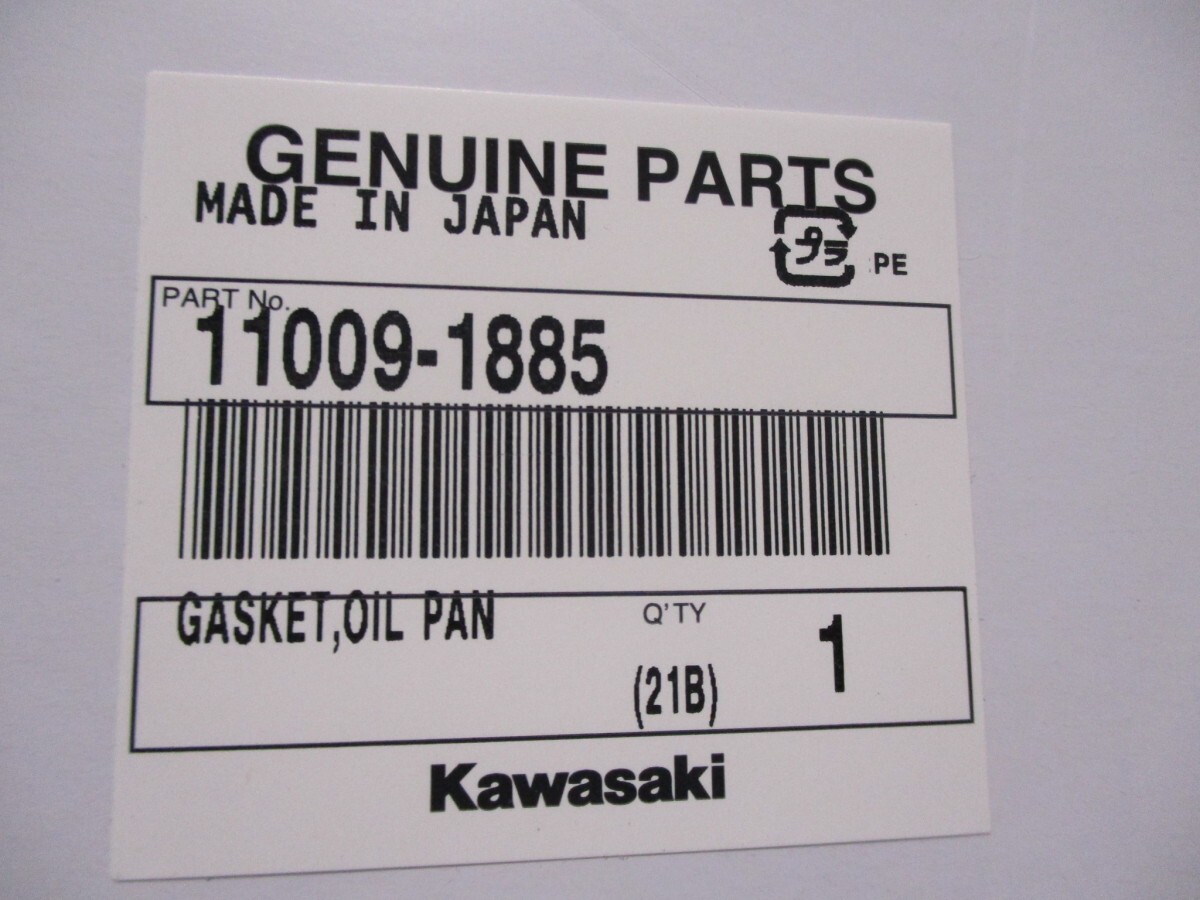 GENUINE PARTS
MADE IN JAPAN
プラ
PE
PART No.
11009-1885
GASKET,OIL PAN
Q'TY
1
(21B)
Kawasaki